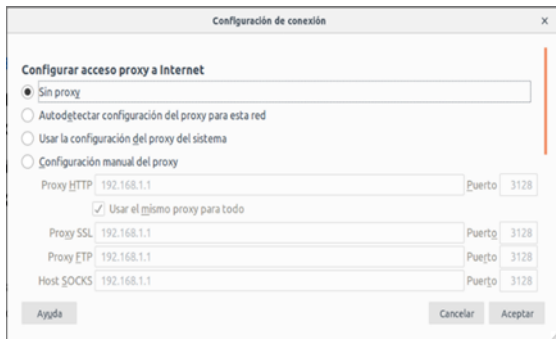 Configuración de conexión ×
Configurar acceso proxy a Internet
Sin proxy
Autodetectar configuración del proxy para esta red
Usar la configuración del proxy del sistema
Configuración manual del proxy
Proxy HTTP 192.168.1.1 Puerto 3128
Usar el mismo proxy para todo
Proxy SSL 192.168.1.1 Puerto 3128
Proxy FTP 192.168.1.1 Puerto 3128
Host SOCKS 192.168.1.1 Puerto 3128
Ayuda Cancelar Aceptar